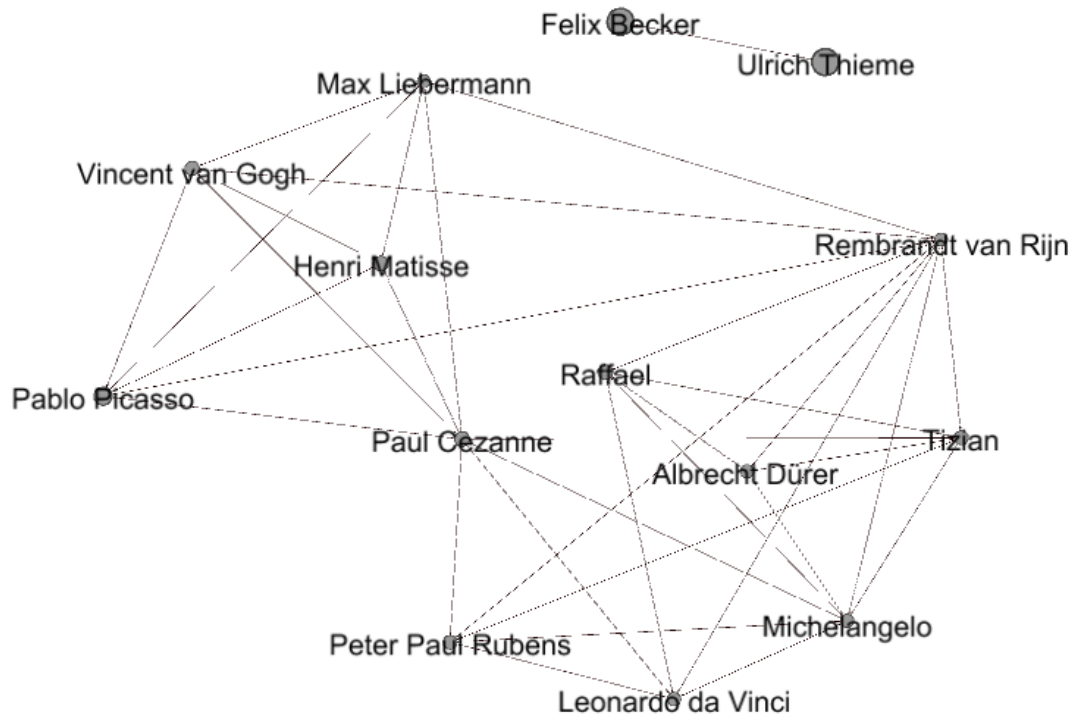 Felix Becker
Ulrich Thieme
Max Liebermann
Vincent van Gogh
Rembrandt van Rijn
Henri Matisse
Raffael
Pablo Picasso
Paul Cezanne
Tizian
Albrecht Dürer
Michelangelo
Peter Paul Rubens
Leonardo da Vinci